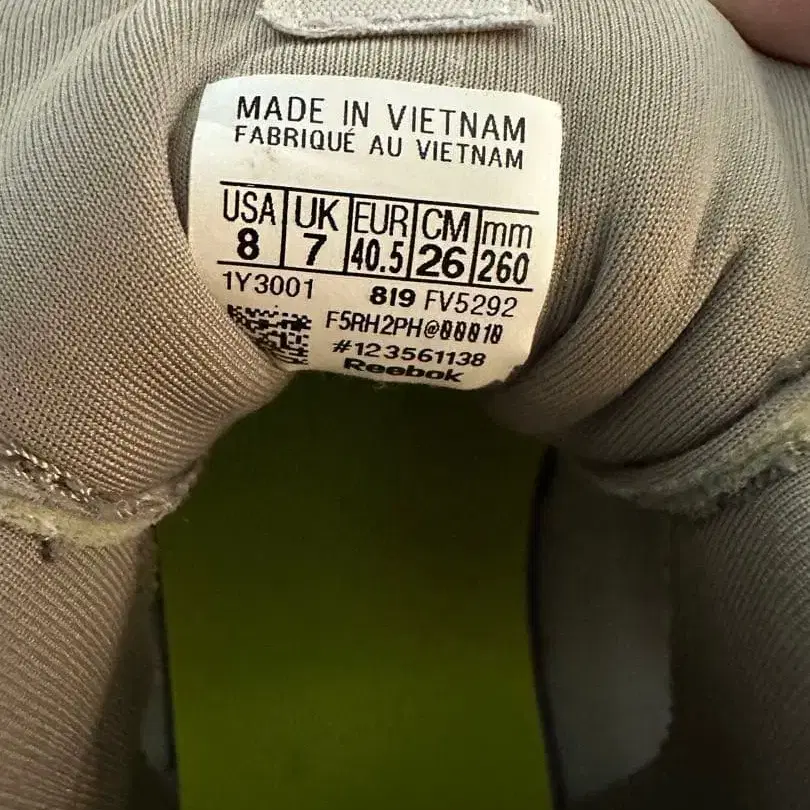 MADE IN VIETNAM
FABRIQUÉ AU VIETNAM
USA UK EUR CM mm
8 7 40.5 26 260
1Y3001 819 FV5292
F5RH2PH@00010
#123561138
Reebok